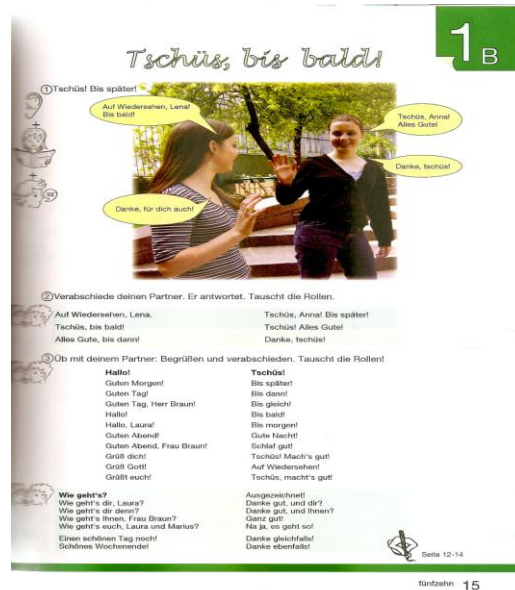 1B
Tschüs, bis bald!
①Tschüs! Bis später!
Auf Wiedersehen, Lena!
Bis bald!
Tschüs, Anna!
Alles Gute!
Danke, tschüs!
Danke, für dich auch!
②Verabschiede deinen Partner. Er antwortet. Tauscht die Rollen.
Auf Wiedersehen, Lena. Tschüs, Anna! Bis später!
Tschüs, bis bald! Tschüs! Alles Gute!
Alles Gute, bis dann! Danke, tschüs!
③Üb mit deinem Partner: Begrüßen und verabschieden. Tauscht die Rollen!
Hallo! Tschüs!
Guten Morgen! Bis später!
Guten Tag! Bis dann!
Guten Tag, Herr Braun! Bis gleich!
Hallo! Bis bald!
Hallo, Laura! Bis morgen!
Guten Abend! Gute Nacht!
Guten Abend, Frau Braun! Schlaf gut!
Grüß dich! Tschüs! Mach's gut!
Grüß Gott! Auf Wiedersehen!
Grüßt euch! Tschüs, macht's gut!
Wie geht's? Ausgezeichnet!
Wie geht's dir, Laura? Danke gut, und dir?
Wie geht's dir denn? Danke gut, und Ihnen?
Wie geht's Ihnen, Frau Braun? Ganz gut!
Wie geht's euch, Laura und Marius? Na ja, es geht so!
Einen schönen Tag noch! Danke gleichfalls!
Schönes Wochenende! Danke ebenfalls!
Seite 12-14
fünfzehn 15